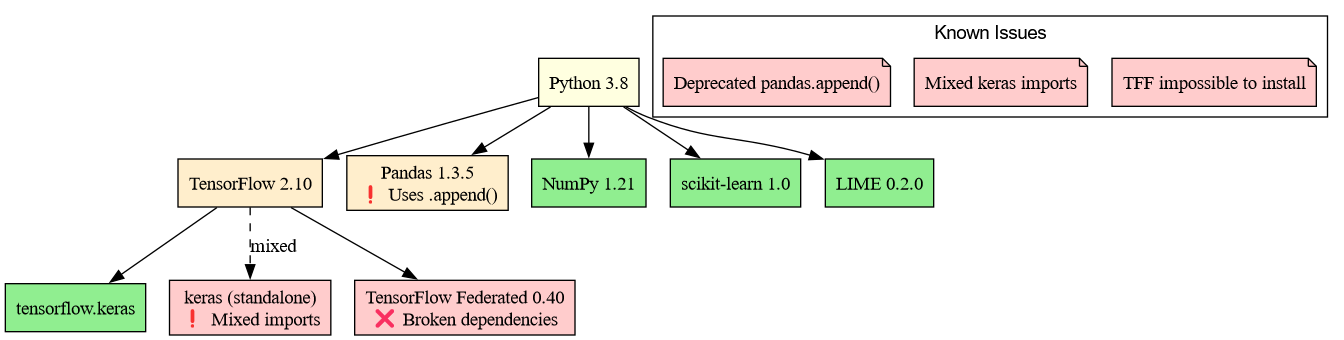 Known Issues
Python 3.8
Deprecated pandas.append()
Mixed keras imports
TFF impossible to install
TensorFlow 2.10
Pandas 1.3.5
❗ Uses .append()
NumPy 1.21
scikit-learn 1.0
LIME 0.2.0
mixed
tensorflow.keras
keras (standalone)
❗ Mixed imports
TensorFlow Federated 0.40
❌ Broken dependencies